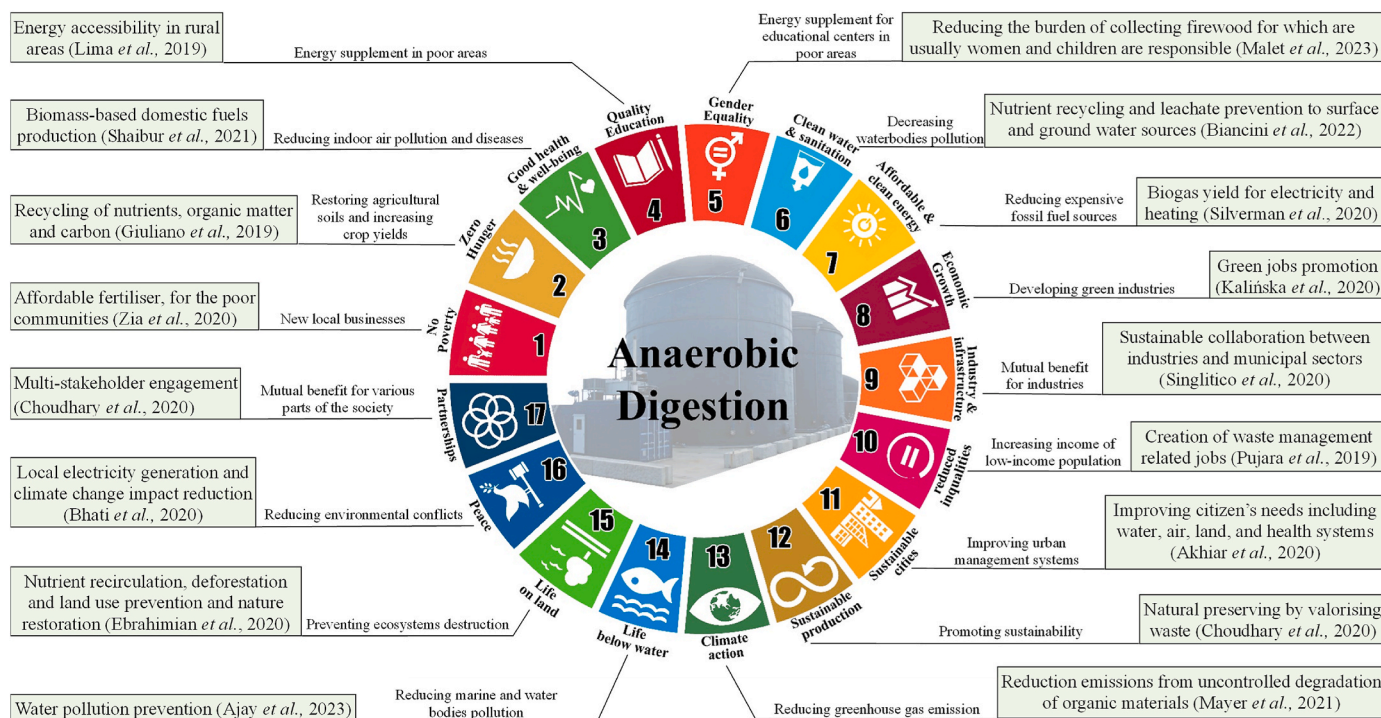 Energy accessibility in rural
areas (Lima et al., 2019)
Energy supplement in poor areas
Energy supplement for
educational centers in
poor areas
Reducing the burden of collecting firewood for which are
usually women and children are responsible (Malet et al., 2023)
Biomass-based domestic fuels
production (Shaibur et al., 2021)
Reducing indoor air pollution and diseases
Decreasing
waterbodies pollution
Nutrient recycling and leachate prevention to surface
and ground water sources (Biancini et al., 2022)
Recycling of nutrients, organic matter
and carbon (Giuliano et al., 2019)
Restoring agricultural
soils and increasing
crop yields
Reducing expensive
fossil fuel sources
Biogas yield for electricity and
heating (Silverman et al., 2020)
Affordable fertiliser, for the poor
communities (Zia et al., 2020)
New local businesses
Developing green industries
Green jobs promotion
(Kalińska et al., 2020)
Multi-stakeholder engagement
(Choudhary et al., 2020)
Mutual benefit for various
parts of the society
Mutual benefit
for industries
Sustainable collaboration between
industries and municipal sectors
(Singlitico et al., 2020)
Local electricity generation and
climate change impact reduction
(Bhati et al., 2020)
Reducing environmental conflicts
Increasing income of
low-income population
Creation of waste management
related jobs (Pujara et al., 2019)
Improving urban
management systems
Improving citizen's needs including
water, air, land, and health systems
(Akhiar et al., 2020)
Nutrient recirculation, deforestation
and land use prevention and nature
restoration (Ebrahimian et al., 2020)
Preventing ecosystems destruction
Promoting sustainability
Natural preserving by valorising
waste (Choudhary et al., 2020)
Water pollution prevention (Ajay et al., 2023)
Reducing marine and water
bodies pollution
Reducing greenhouse gas emission
Reduction emissions from uncontrolled degradation
of organic materials (Mayer et al., 2021)
Anaerobic
Digestion
No
Poverty
1
Zero
Hunger
2
Good health
& well-being
3
Quality
Education
4
Gender
Equality
5
Clean water
& sanitation
6
Affordable &
clean energy
7
Economic
Growth
8
Industry &
infrastructure
9
reduced
inqualities
10
Sustainable
cities
11
Sustainable
production
12
Climate
action
13
Life
below water
14
Life
on land
15
Peace
16
Partnerships
17